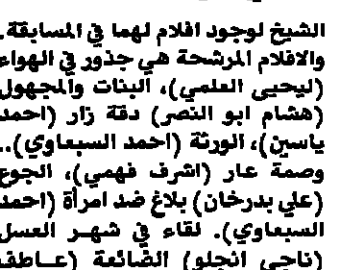 الشيخ لوجود افلام لهما في المسابقة.
والافلام المرشحة هي جذور في الهواء
(ليحيى العلمي)، البنات والمجهول
(هشام ابو النصر) دقة زار (احمد
ياسين)، الورثة (احمد السبعاوي)..
وصمة عار (اشرف فهمي)، الجوع
(علي بدرخان) بلاغ ضد امرأة (احمد
السبعاوي). لقاء في شهر العسل
(ناجي انجلو) الضائعة (عاطف